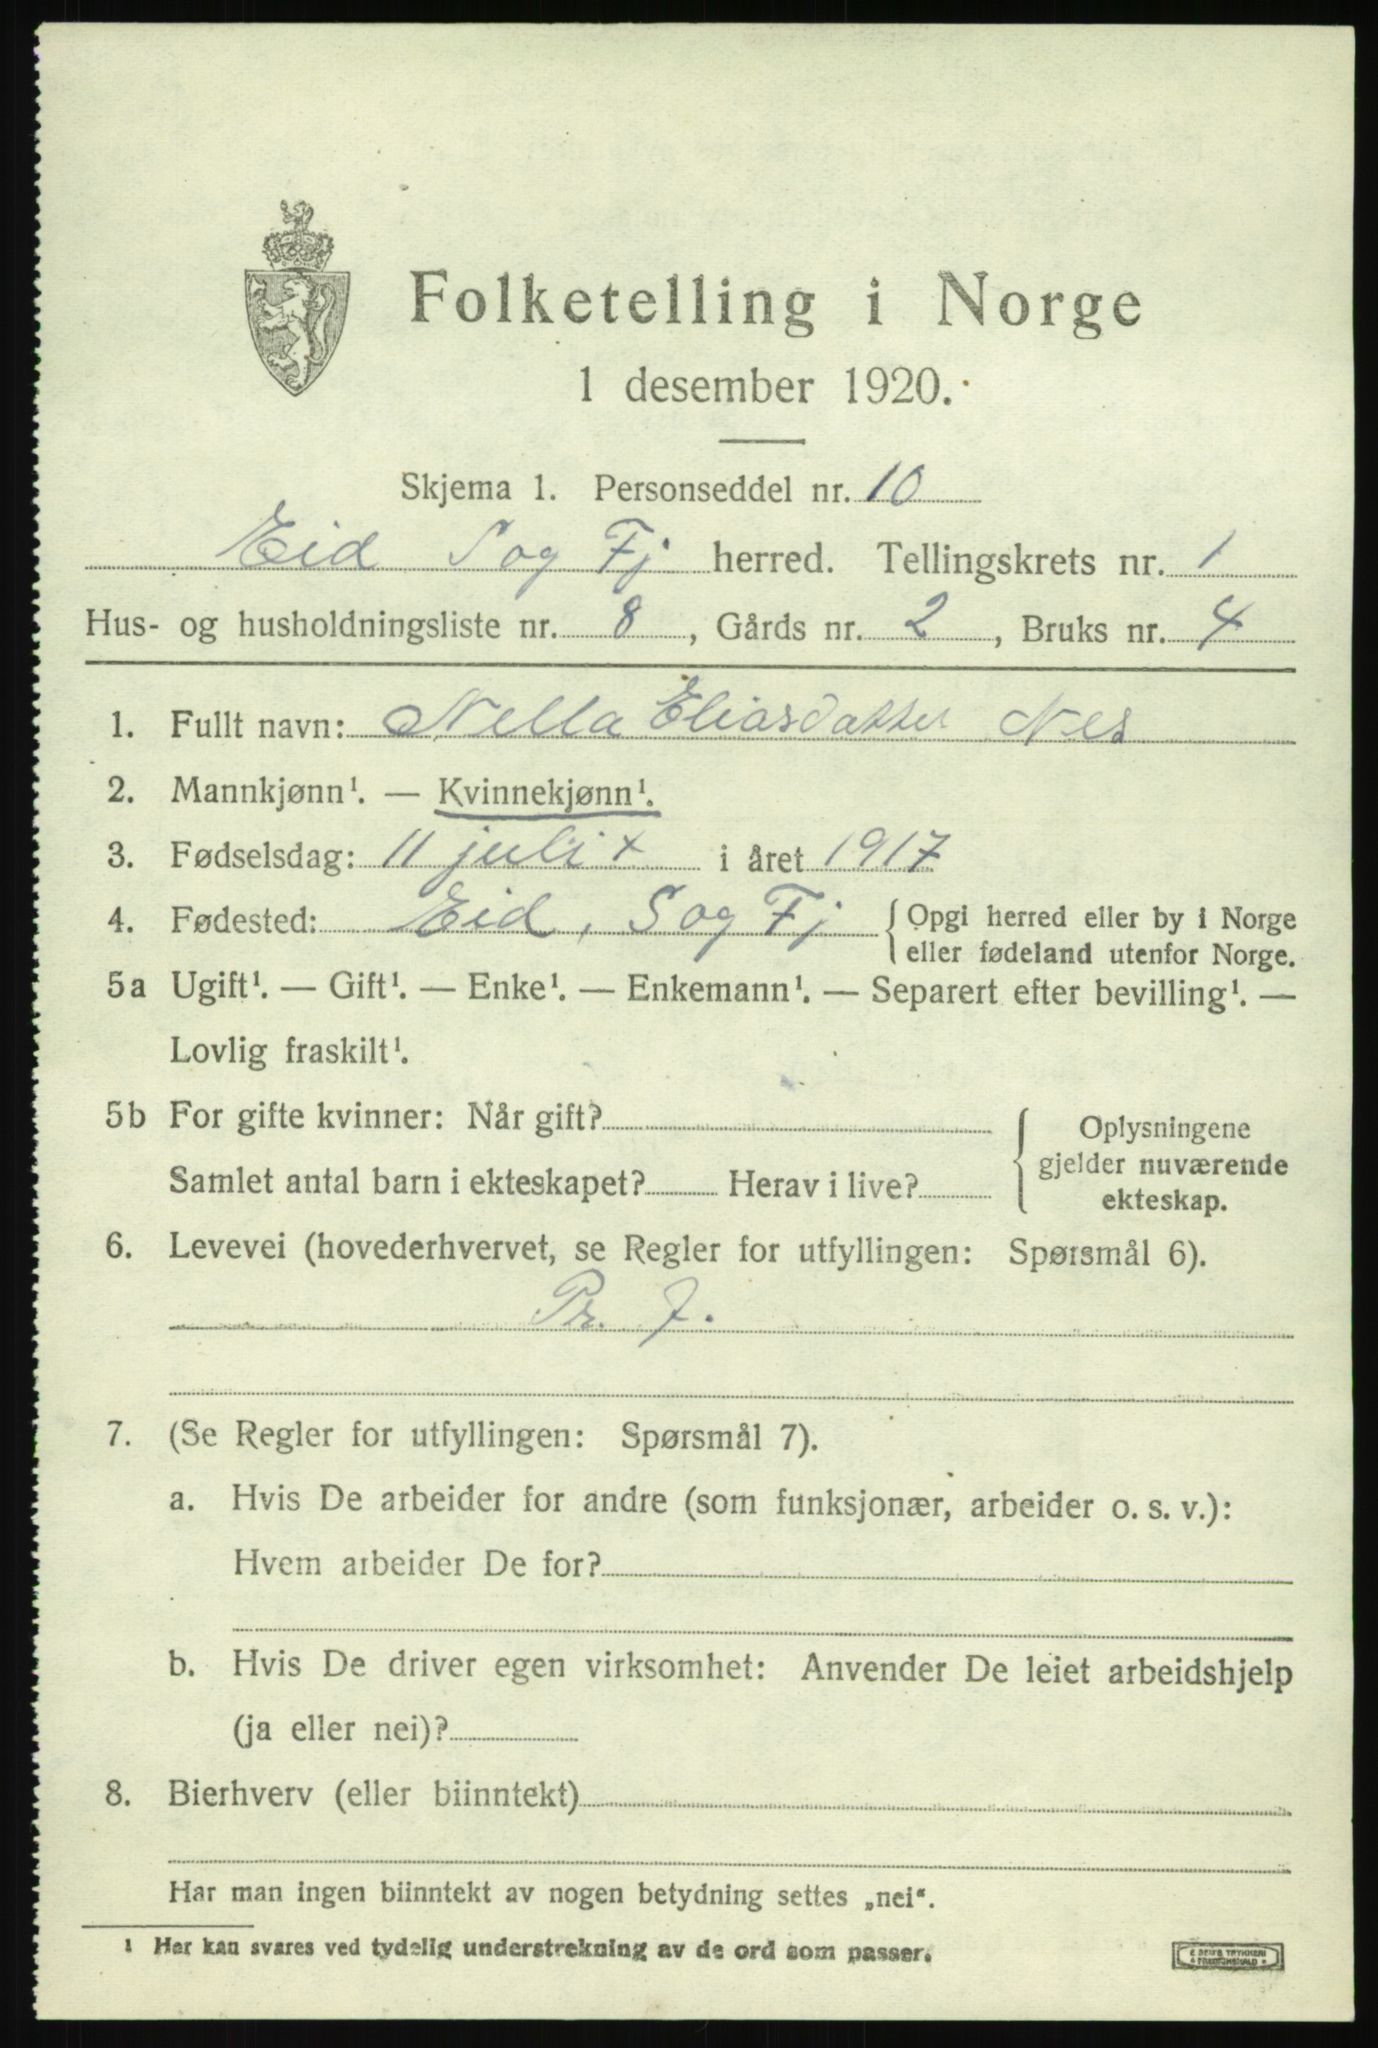 Folketelling i Norge
1 desember 1920.
Skjema 1. Personseddel nr. 10
Eid S og Fj herred. Tellingskrets nr. 1
Hus- og husholdningsliste nr. 8, Gårds nr. 2, Bruks nr. 4
1. Fullt navn: Nella Eliasdatter Nes
2. Mannkjønn¹. — Kvinnekjønn¹.
3. Fødselsdag: 11 juli + i året 1917
4. Fødested: Eid, S og Fj { Opgi herred eller by i Norge
eller fødeland utenfor Norge.
5a Ugift¹. — Gift¹. — Enke¹. — Enkemann¹. — Separert efter bevilling¹. —
Lovlig fraskilt¹.
5b For gifte kvinner: Når gift?
Samlet antal barn i ekteskapet? Herav i live?
{ Oplysningene
gjelder nuværende
ekteskap.
6. Levevei (hovederhvervet, se Regler for utfyllingen: Spørsmål 6).
Pr. J.
7. (Se Regler for utfyllingen: Spørsmål 7).
a. Hvis De arbeider for andre (som funksjonær, arbeider o. s. v.):
Hvem arbeider De for?
b. Hvis De driver egen virksomhet: Anvender De leiet arbeidshjelp
(ja eller nei)?
8. Bierhverv (eller biinntekt)
Har man ingen biinntekt av nogen betydning settes „nei“.
¹ Her kan svares ved tydelig understrekning av de ord som passer.